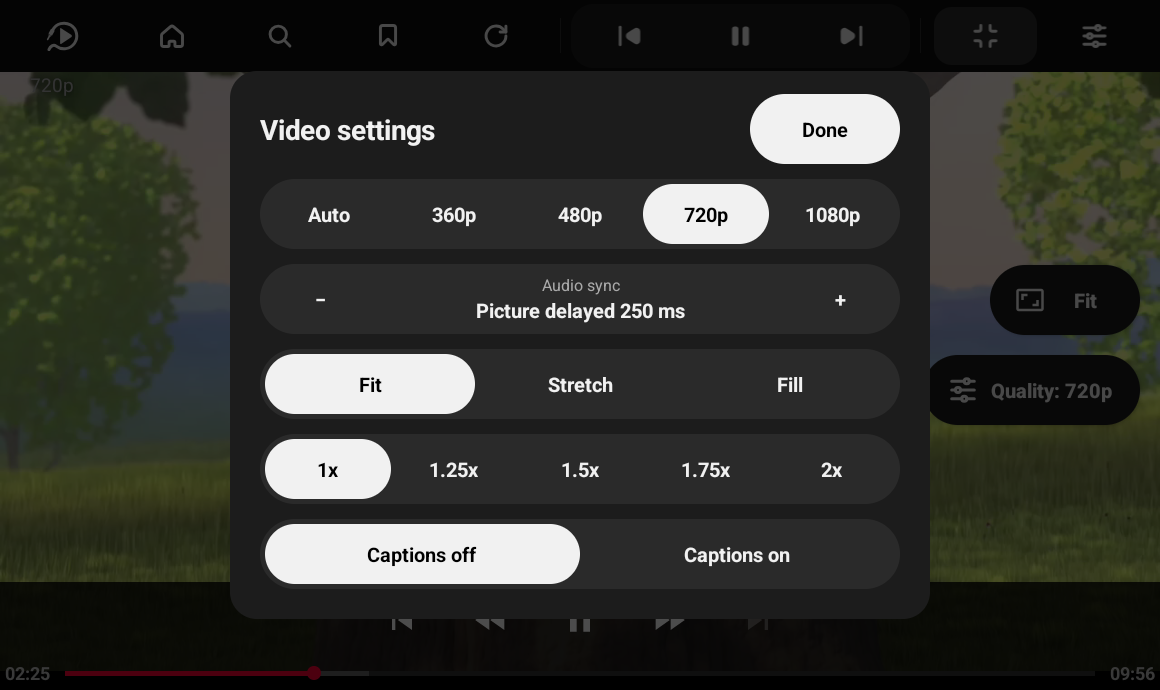 720p
Video settings
Done
Auto 360p 480p 720p 1080p
Audio sync
− Picture delayed 250 ms +
Fit Stretch Fill
Fit
Quality: 720p
1x 1.25x 1.5x 1.75x 2x
Captions off Captions on
02:25 09:56